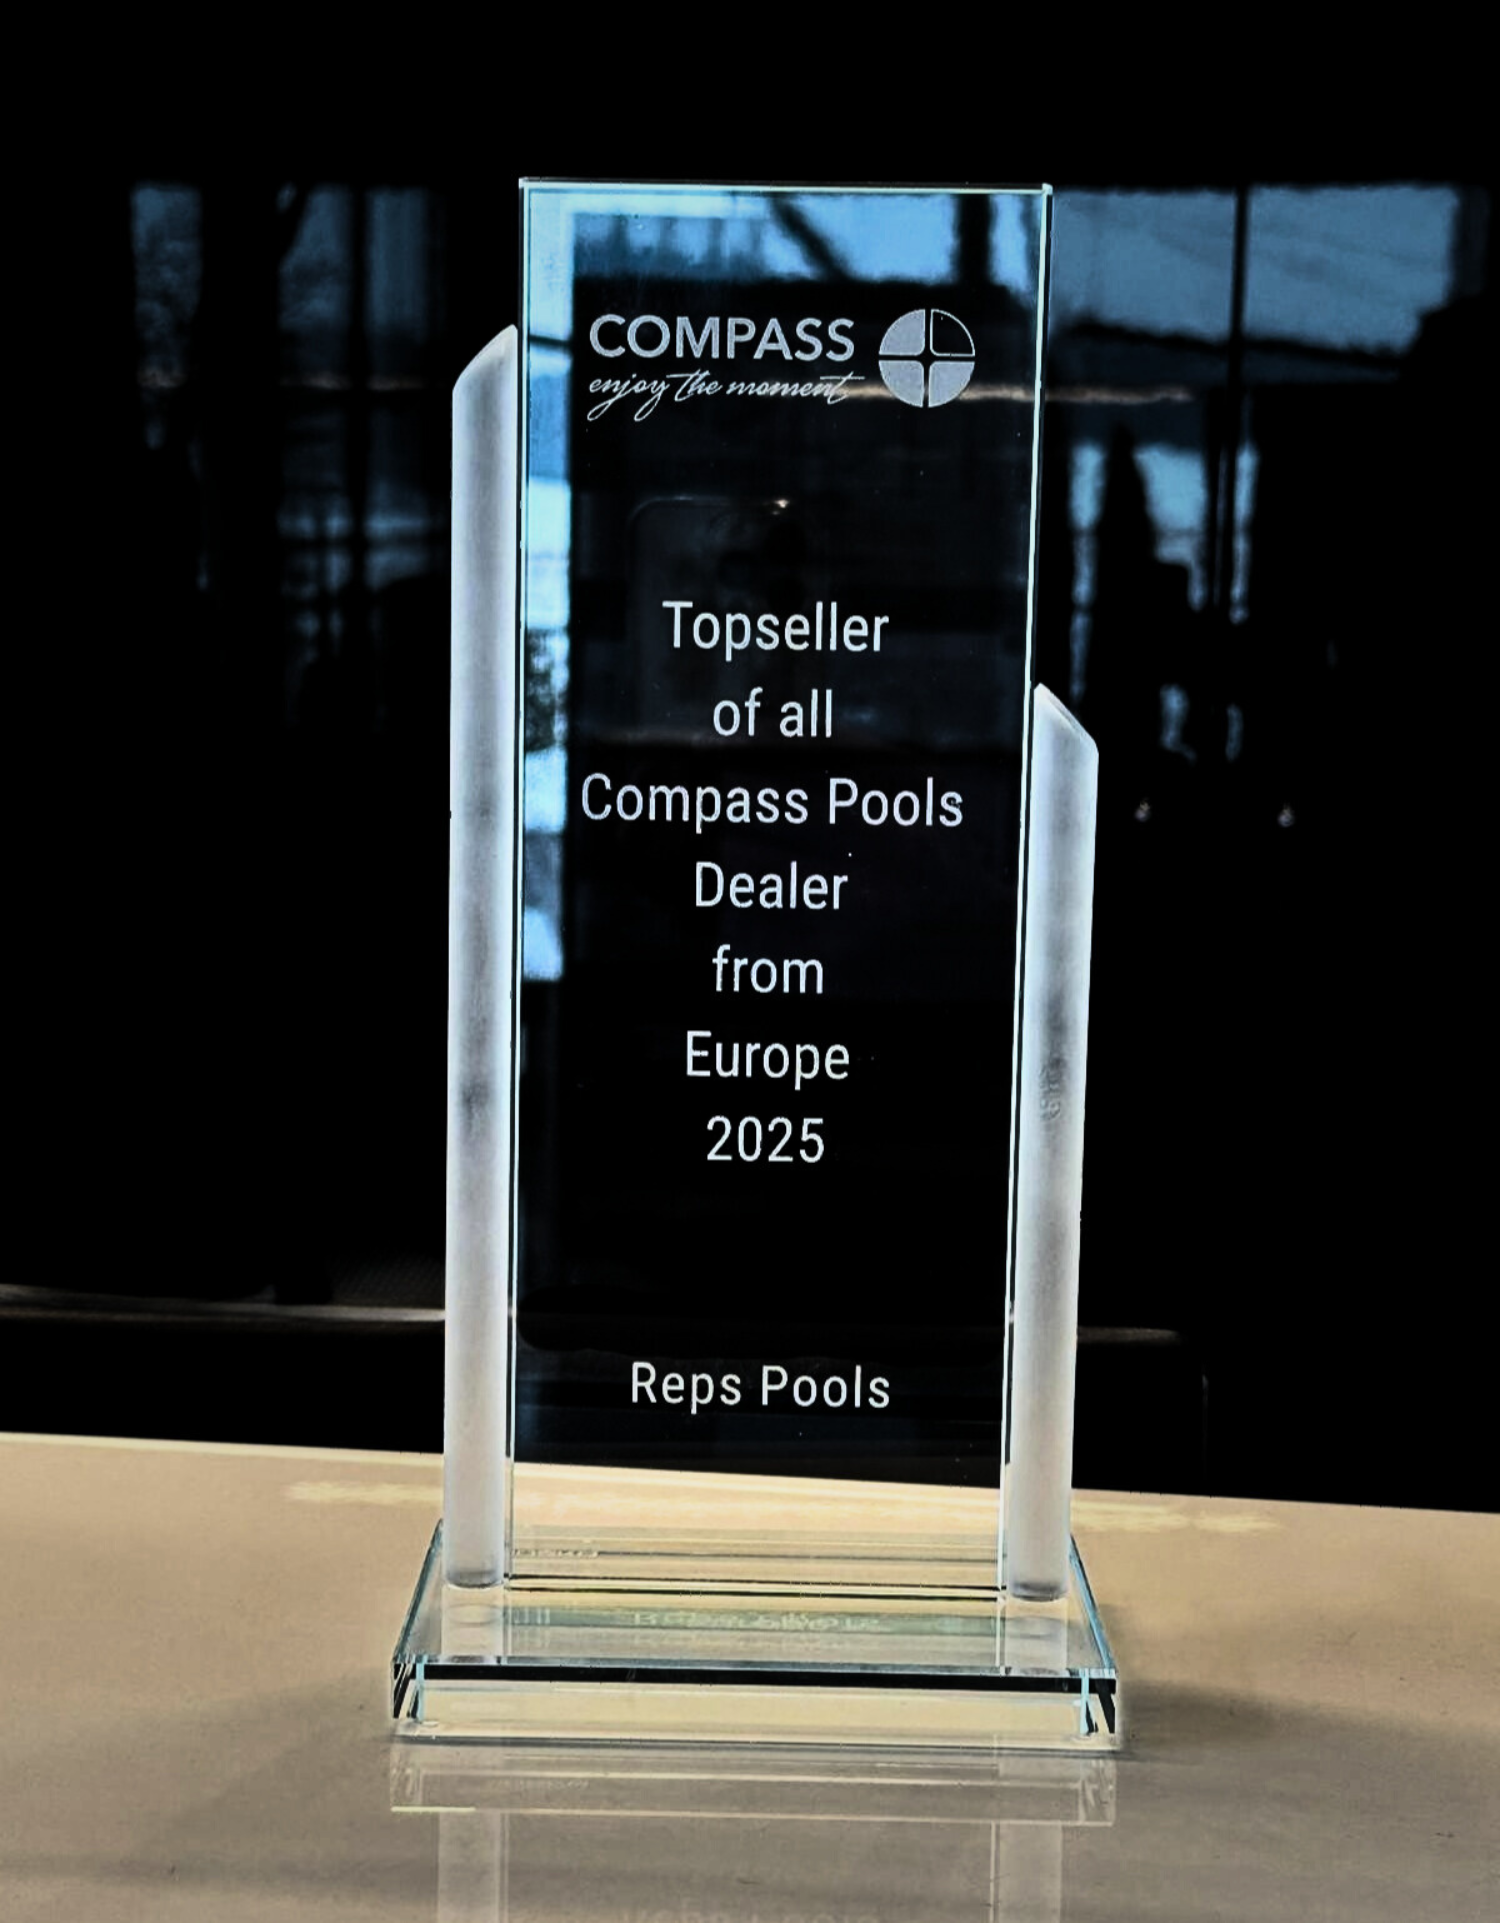 COMPASS
enjoy the moment
Topseller
of all
Compass Pools
Dealer
from
Europe
2025
Reps Pools